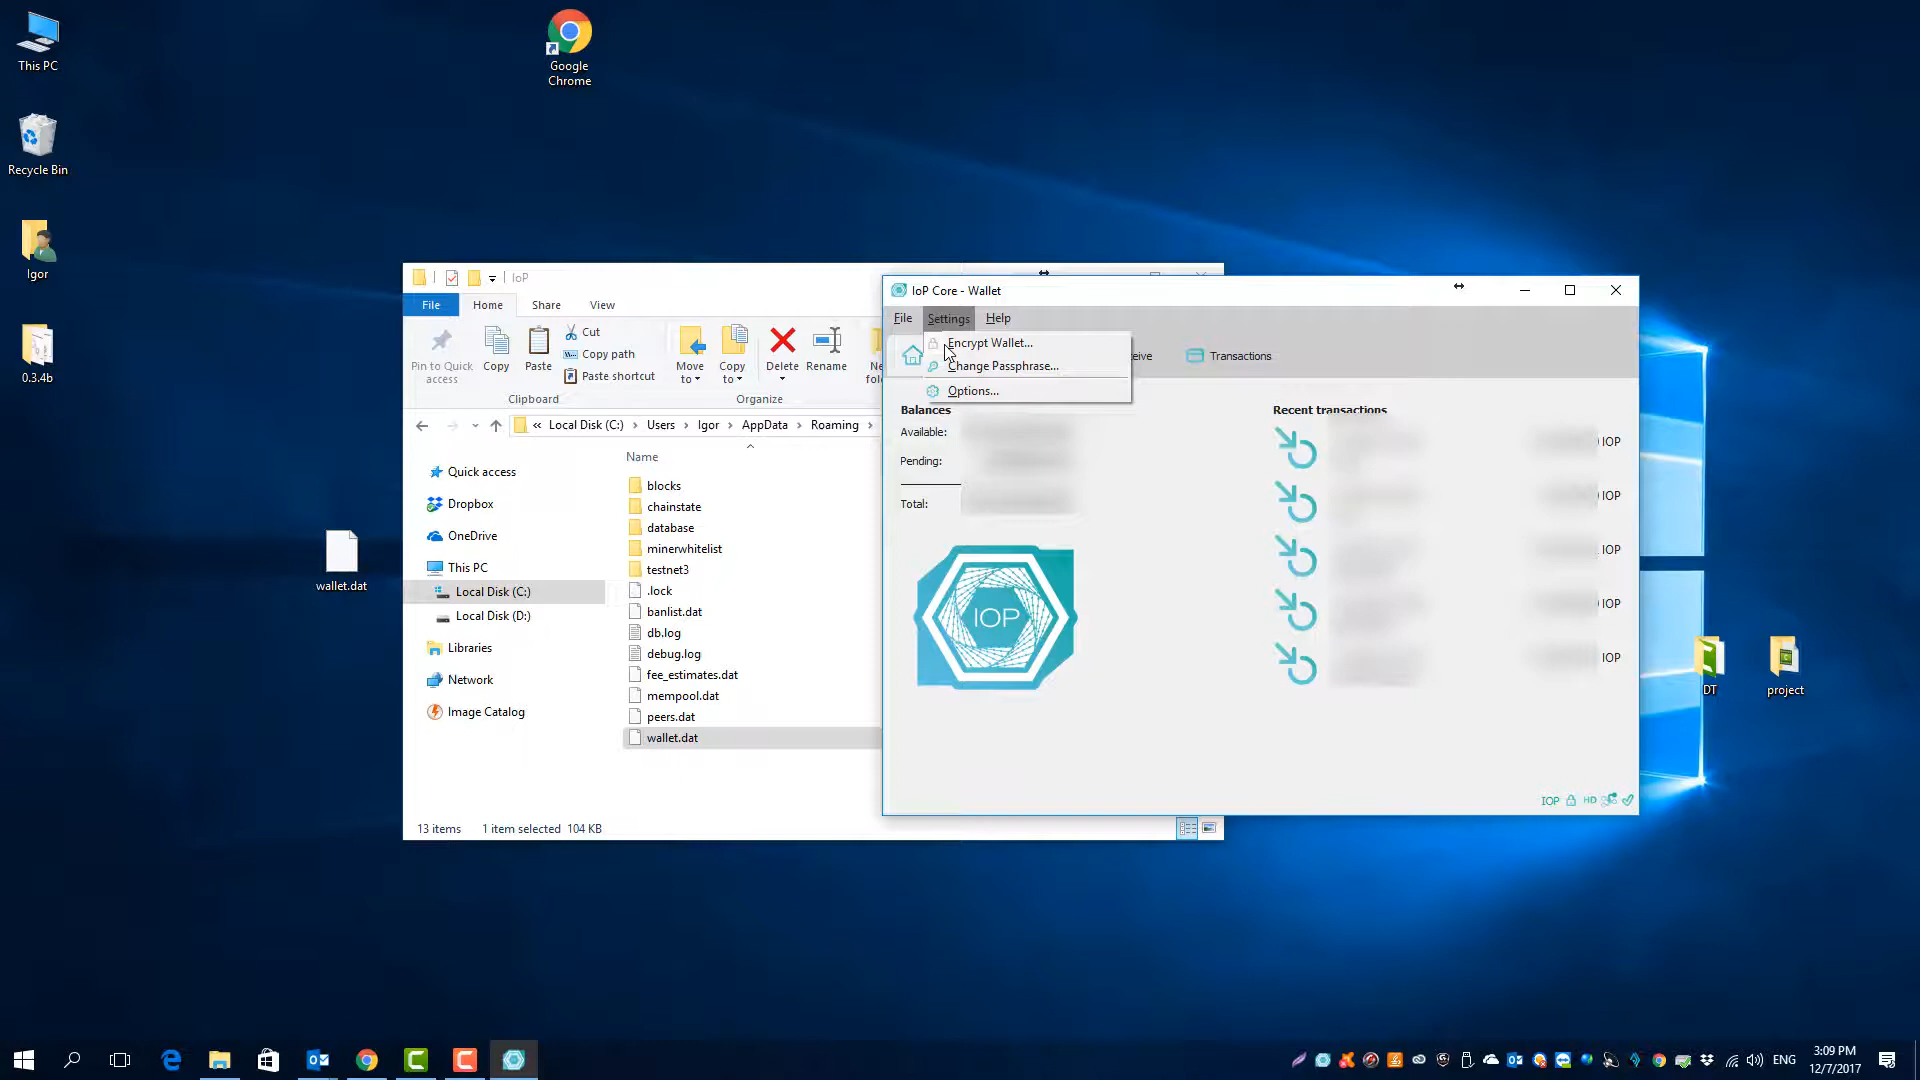 This PC
Recycle Bin
Igor
0.3.4b
Google
Chrome
wallet.dat
IoP
File
Home
Share
View
Pin to Quick
access
Copy
Paste
Cut
Copy path
Paste shortcut
Clipboard
Move
to
Copy
to
Delete
Rename
Organize
« Local Disk (C:) › Users › Igor › AppData › Roaming ›
Name
Quick access
Dropbox
OneDrive
This PC
Local Disk (C:)
Local Disk (D:)
Libraries
Network
Image Catalog
blocks
chainstate
database
minerwhitelist
testnet3
.lock
banlist.dat
db.log
debug.log
fee_estimates.dat
mempool.dat
peers.dat
wallet.dat
13 items
1 item selected 104 KB
IoP Core - Wallet
File
Settings
Help
Encrypt Wallet...
Change Passphrase...
Options...
Transactions
Balances
Available:
Pending:
Total:
IOP
Recent transactions
IOP
IOP
IOP
IOP
IOP
IOP
HD
DT
project
ENG
3:09 PM
12/7/2017